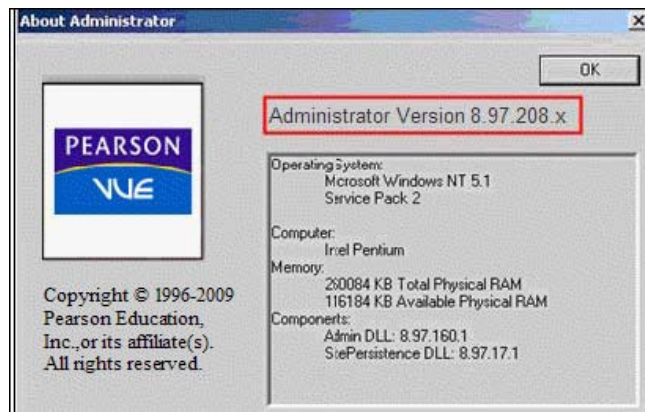 About Administrator
OK
Administrator Version 8.97.208.x
PEARSON
VUE
Copyright © 1996-2009
Pearson Education,
Inc.,or its affiliate(s).
All rights reserved.
Operating System:
Microsoft Windows NT 5.1
Service Pack 2
Computer:
Intel Pentium
Memory:
260084 KB Total Physical RAM
116184 KB Available Physical RAM
Components:
Admin DLL: 8.97.160.1
SitePersistence DLL: 8.97.17.1